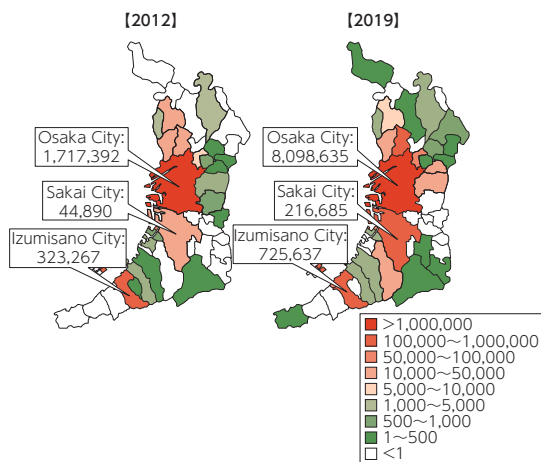 【2012】
【2019】
Osaka City:
1,717,392
Sakai City:
44,890
Izumisano City:
323,267
Osaka City:
8,098,635
Sakai City:
216,685
Izumisano City:
725,637
>1,000,000
100,000～1,000,000
50,000～100,000
10,000～50,000
5,000～10,000
1,000～5,000
500～1,000
1～500
<1